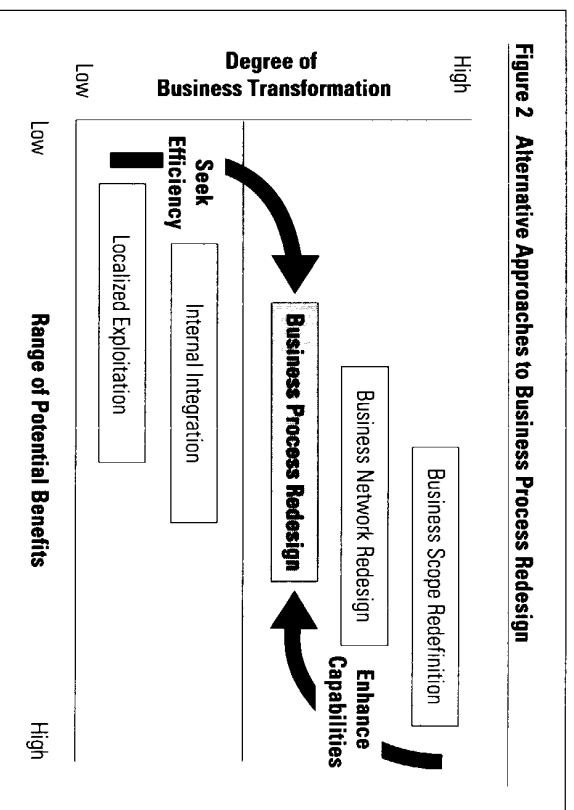 Figure 2 Alternative Approaches to Business Process Redesign
High
Degree of
Business Transformation
Low
Business Scope Redefinition
Business Network Redesign
Enhance
Capabilities
Business Process Redesign
Internal Integration
Seek
Efficiency
Localized Exploitation
Low
Range of Potential Benefits
High